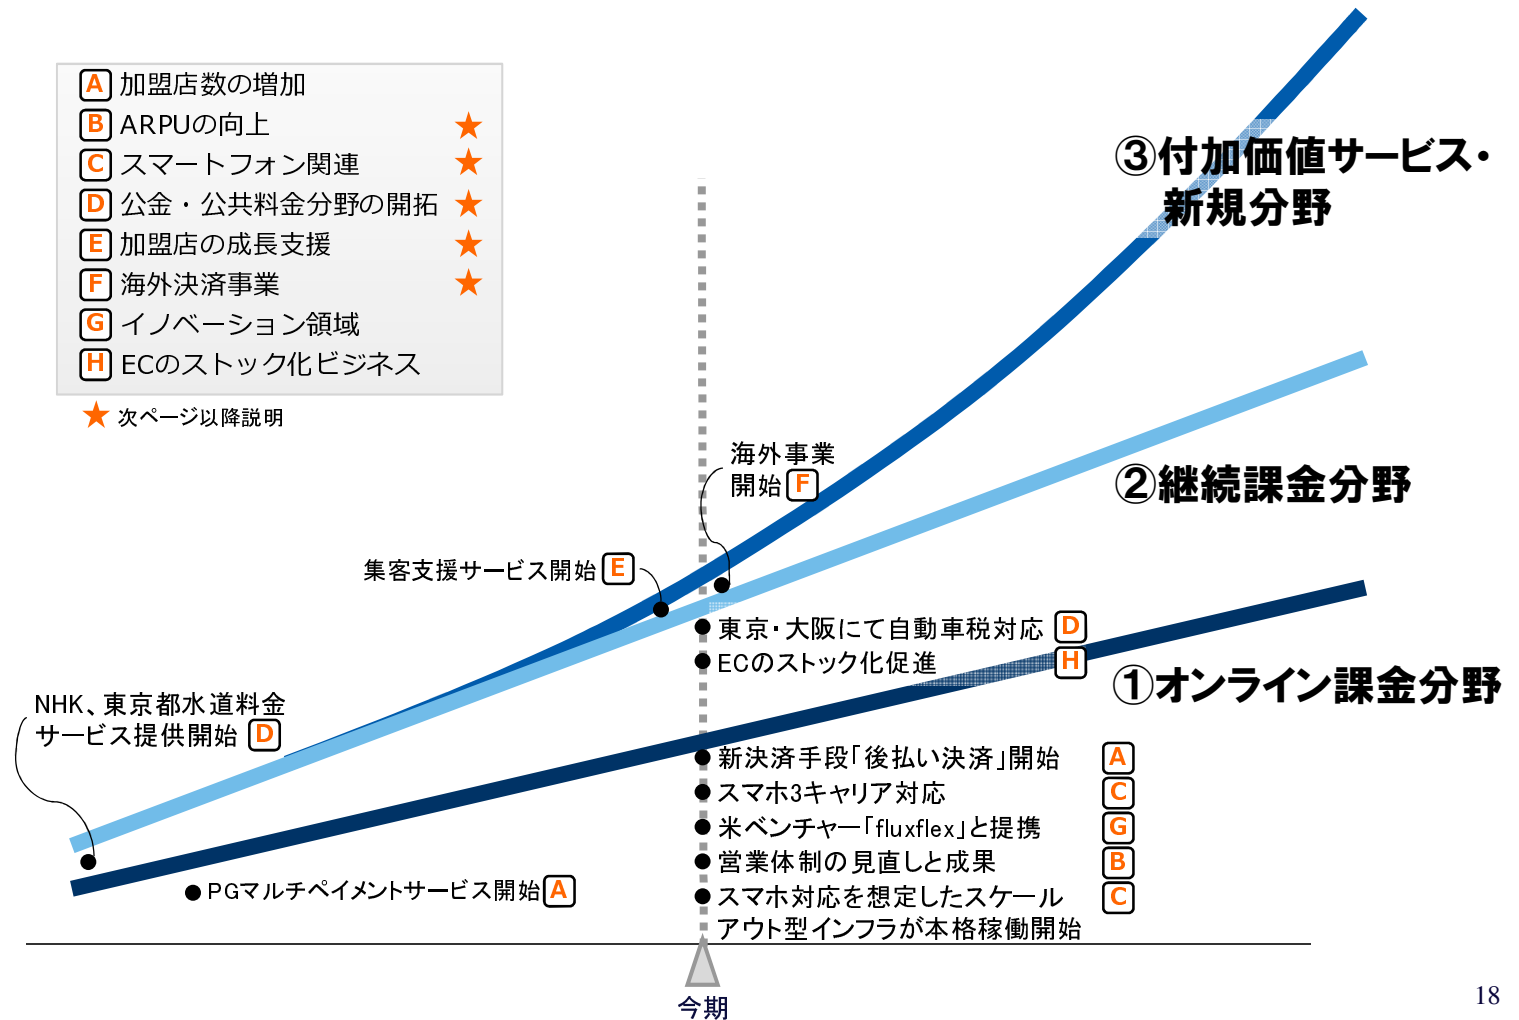 A 加盟店数の増加
B ARPUの向上 ★
C スマートフォン関連 ★
D 公金・公共料金分野の開拓 ★
E 加盟店の成長支援 ★
F 海外決済事業 ★
G イノベーション領域
H ECのストック化ビジネス
★ 次ページ以降説明
③付加価値サービス・
新規分野
海外事業
開始 F
②継続課金分野
集客支援サービス開始 E
●東京・大阪にて自動車税対応 D
●ECのストック化促進 H
①オンライン課金分野
NHK、東京都水道料金
サービス提供開始 D
●新決済手段「後払い決済」開始 A
●スマホ3キャリア対応 C
●米ベンチャー「fluxflex」と提携 G
●営業体制の見直しと成果 B
●PGマルチペイメントサービス開始 A
●スマホ対応を想定したスケール C
アウト型インフラが本格稼働開始
今期
18